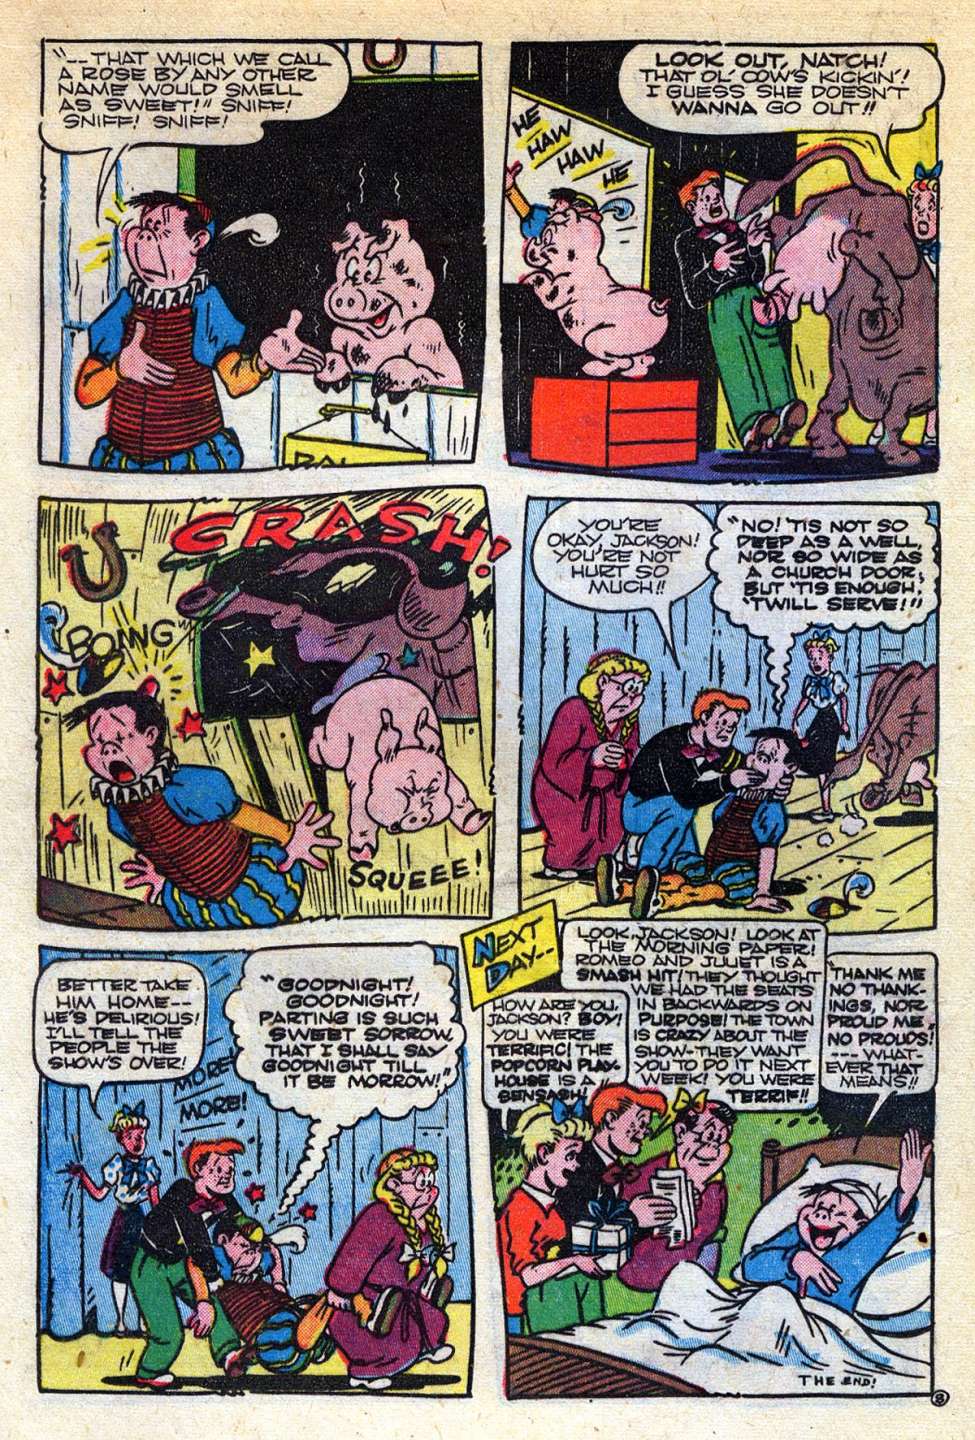 "-- THAT WHICH WE CALL
A ROSE BY ANY OTHER
NAME WOULD SMELL
AS SWEET!" SNIFF!
SNIFF! SNIFF!
LOOK OUT, NATCH!
THAT OL' COW'S KICKIN'!
I GUESS SHE DOESN'T
WANNA GO OUT!!
HE
HAW
HAW
HE
CRASH!
BOING
SQUEEE!
YOU'RE
OKAY, JACKSON!
YOU'RE NOT
HURT SO
MUCH!!
"NO! 'TIS NOT SO
DEEP AS A WELL,
NOR SO WIDE AS
A CHURCH DOOR,
BUT 'TIS ENOUGH,
'TWILL SERVE!"
BETTER TAKE
HIM HOME--
HE'S DELIRIOUS!
I'LL TELL THE
PEOPLE THE
SHOW'S OVER!
MORE!
MORE!
"GOODNIGHT!
GOODNIGHT!
PARTING IS SUCH
SWEET SORROW,
THAT I SHALL SAY
GOODNIGHT TILL
IT BE MORROW!"
NEXT
DAY--
HOW ARE YOU,
JACKSON? BOY!
YOU WERE
TERRIFIC! THE
POPCORN PLAY-
HOUSE IS A
SENSASH!
LOOK, JACKSON! LOOK AT
THE MORNING PAPER!
ROMEO AND JULIET IS A
SMASH HIT! THEY THOUGHT
WE HAD THE SEATS
IN BACKWARDS ON
PURPOSE! THE TOWN
IS CRAZY ABOUT THE
SHOW-THEY WANT
YOU TO DO IT NEXT
WEEK! YOU WERE
TERRIF!!
"THANK ME
NO THANK-
INGS, NOR
PROUD ME
NO PROUDS!"
--- WHAT-
EVER THAT
MEANS!!
THE END!
8